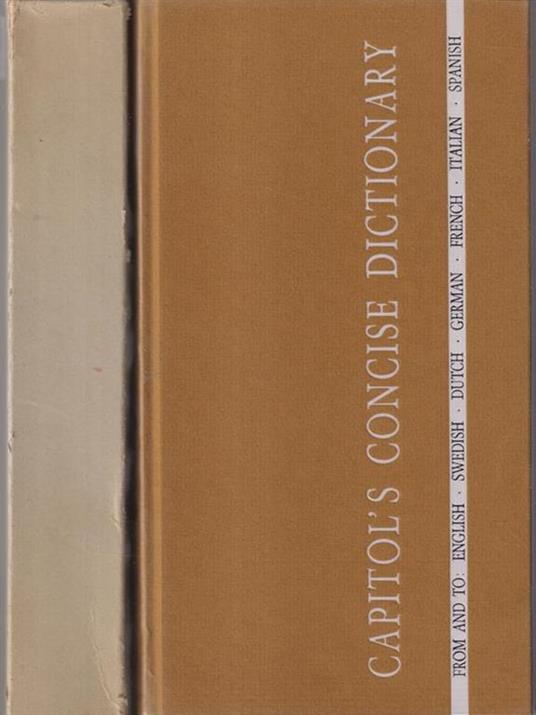 CAPITOL'S CONCISE DICTIONARY
FROM AND TO: ENGLISH · SWEDISH · DUTCH · GERMAN · FRENCH · ITALIAN · SPANISH